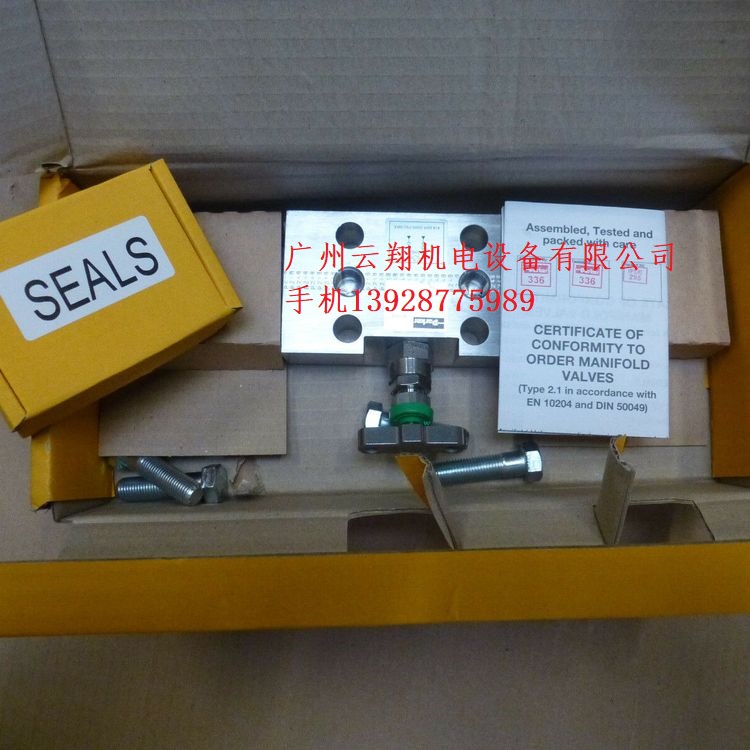 广州云翔机电设备有限公司
手机13928775989
SEALS
Parker
Assembled, Tested and
packed with care
336
336
295
CERTIFICATE OF
CONFORMITY TO
ORDER MANIFOLD
VALVES
(Type 2.1 in accordance with
EN 10204 and DIN 50049)